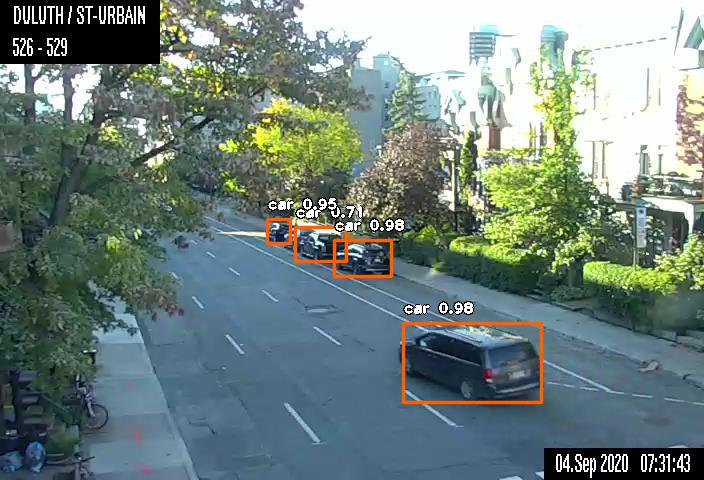 DULUTH / ST-URBAIN
526 - 529
car 0.95
car 0.71
car 0.98
car 0.98
04.Sep 2020 07:31:43